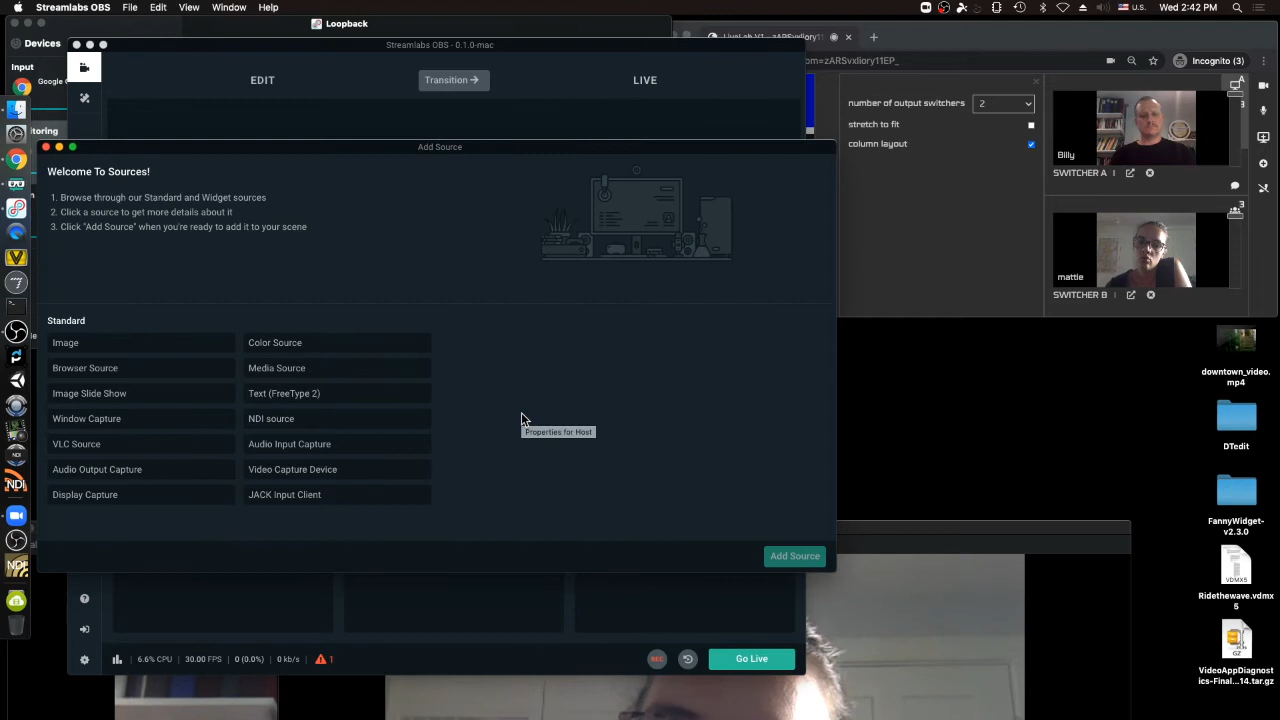 Streamlabs OBS File Edit View Window Help
U.S. Wed 2:42 PM
Loopback
Devices
Input
Google C
Streamlabs OBS - 0.1.0-mac
EDIT
Transition
LIVE
Incognito (3)
number of output switchers 2
stretch to fit
column layout
Billy
SWITCHER A
mattie
SWITCHER B
Add Source
Welcome To Sources!
1. Browse through our Standard and Widget sources
2. Click a source to get more details about it
3. Click "Add Source" when you're ready to add it to your scene
Standard
Image
Color Source
Browser Source
Media Source
Image Slide Show
Text (FreeType 2)
Window Capture
NDI source
VLC Source
Audio Input Capture
Audio Output Capture
Video Capture Device
Display Capture
JACK Input Client
Properties for Host
Add Source
6.6% CPU 30.00 FPS 0 (0.0%) 0 kb/s 1
REC
Go Live
downtown_video.
mp4
DTedit
FannyWidget-
v2.3.0
VDMX5
Ridethewave.vdmx
5
GZ
VideoAppDiagnost
ics-Final...14.tar.gz